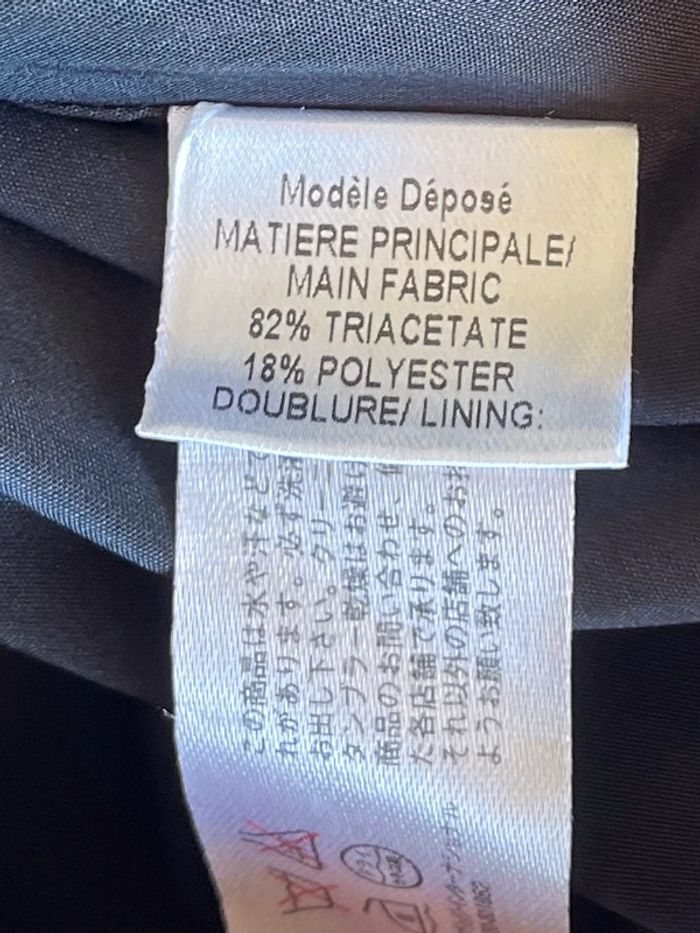 Modèle Déposé
MATIERE PRINCIPALE/
MAIN FABRIC
82% TRIACETATE
18% POLYESTER
DOUBLURE/ LINING:
この商品は水や汗などで
れがあります。必ず洗濯
お出し下さい。クリーニ
タンブラー乾燥はお避け
商品のお問い合わせ、
た各店舗で承ります。
それ以外の店舗へのお持
ようお願い致します。